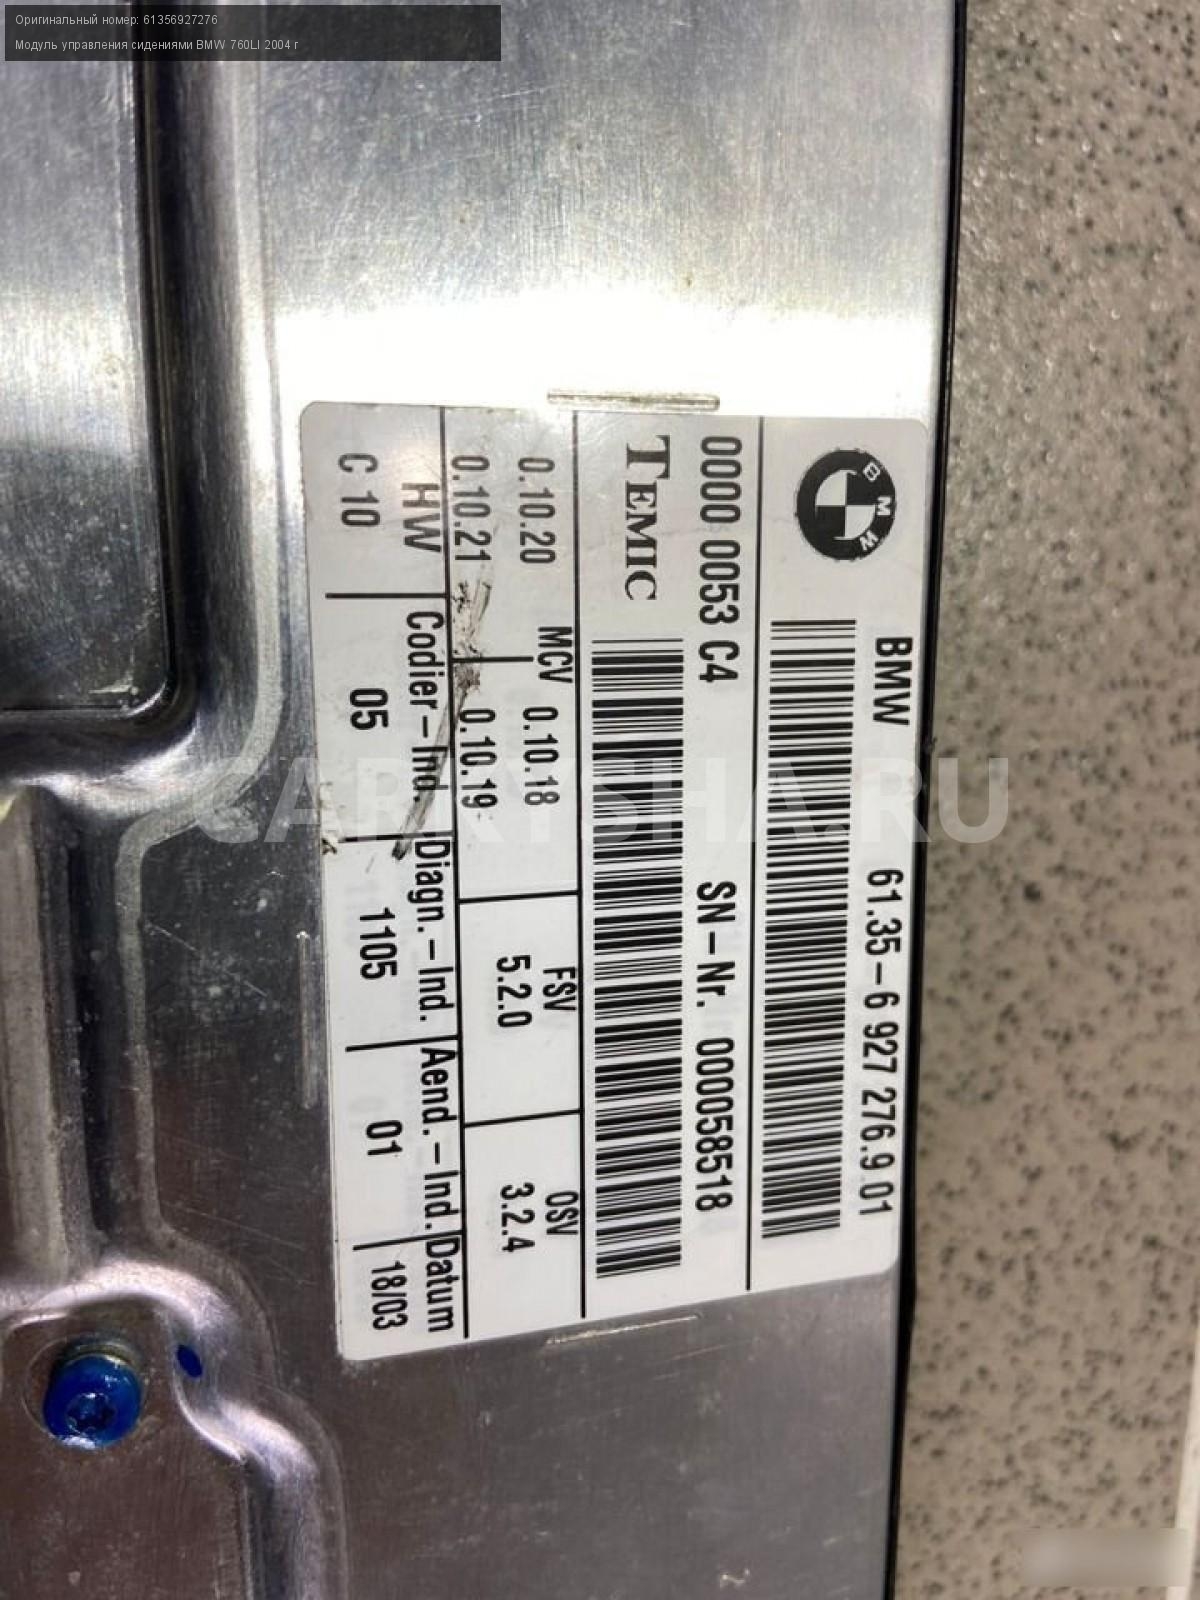 Оригинальный номер: 61356927276
Модуль управления сидениями BMW 760LI 2004 г
BMW
BMW 61.35-6 927 276.9 01
0000 0053 C4 SN-Nr. 000058518
TEMIC
MCV FSV OSV
0.10.20 0.10.18 5.2.0 3.2.4
0.10.21 0.10.19
HW Codier-Ind. Diagn.-Ind. Aend.-Ind. Datum
C 10 05 1105 01 18/03
CARRYSHA.RU